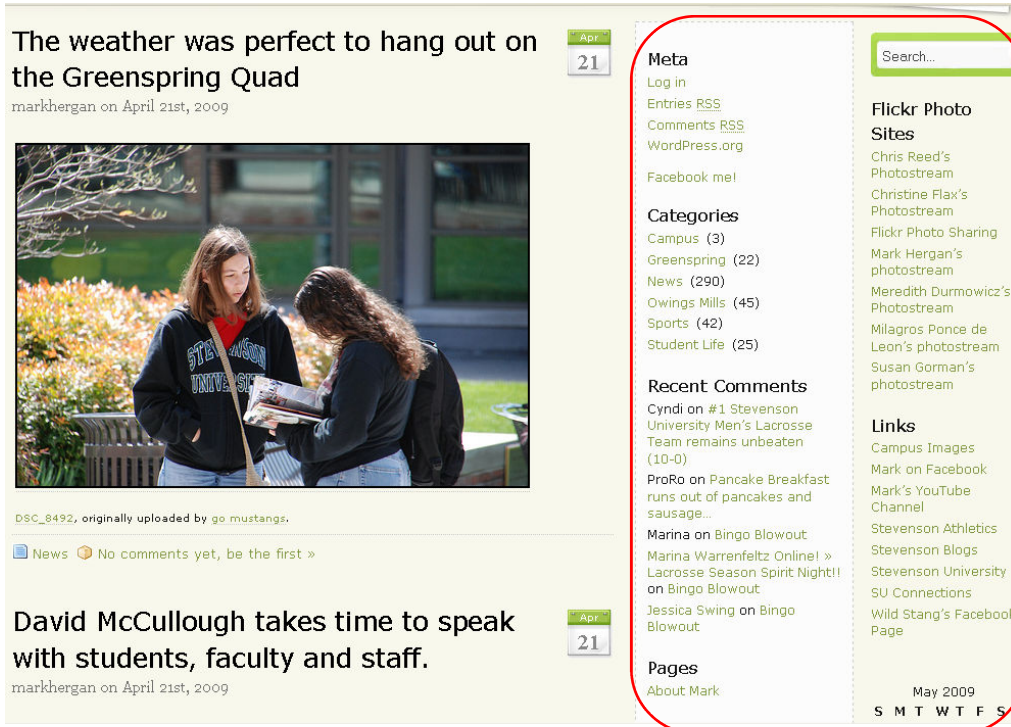 The weather was perfect to hang out on
the Greenspring Quad
markhergan on April 21st, 2009
Apr
21
STEVENSON
UNIVERSITY
DSC_8492, originally uploaded by go mustangs.
News No comments yet, be the first »
David McCullough takes time to speak
with students, faculty and staff.
markhergan on April 21st, 2009
Apr
21
Meta
Log in
Entries RSS
Comments RSS
WordPress.org
Facebook me!
Categories
Campus (3)
Greenspring (22)
News (290)
Owings Mills (45)
Sports (42)
Student Life (25)
Recent Comments
Cyndi on #1 Stevenson
University Men's Lacrosse
Team remains unbeaten
(10-0)
ProRo on Pancake Breakfast
runs out of pancakes and
sausage...
Marina on Bingo Blowout
Marina Warrenfeltz Online! »
Lacrosse Season Spirit Night!!
on Bingo Blowout
Jessica Swing on Bingo
Blowout
Pages
About Mark
Search...
Flickr Photo
Sites
Chris Reed's
Photostream
Christine Flax's
Photostream
Flickr Photo Sharing
Mark Hergan's
photostream
Meredith Durmowicz's
Photostream
Milagros Ponce de
Leon's photostream
Susan Gorman's
photostream
Links
Campus Images
Mark on Facebook
Mark's YouTube
Channel
Stevenson Athletics
Stevenson Blogs
Stevenson University
SU Connections
Wild Stang's Facebook
Page
May 2009
S M T W T F S